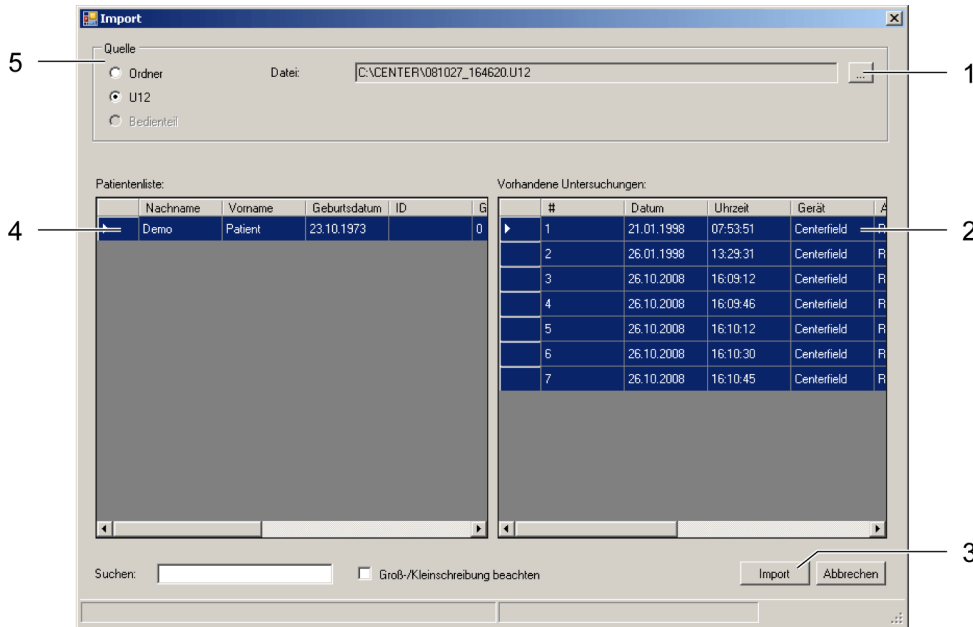 Import
Quelle
5
Ordner
Datei:
C:\CENTER\081027_164620.U12
...
1
U12
Bedienteil
Patientenliste:
Vorhandene Untersuchungen:
Nachname Vorname Geburtsdatum ID G
# Datum Uhrzeit Gerät A
4
Demo Patient 23.10.1973 0
1 21.01.1998 07:53:51 Centerfield R
2
2 26.01.1998 13:29:31 Centerfield R
3 26.10.2008 16:09:12 Centerfield R
4 26.10.2008 16:09:46 Centerfield R
5 26.10.2008 16:10:12 Centerfield R
6 26.10.2008 16:10:30 Centerfield R
7 26.10.2008 16:10:45 Centerfield R
3
Suchen:
Groß-/Kleinschreibung beachten
Import
Abbrechen